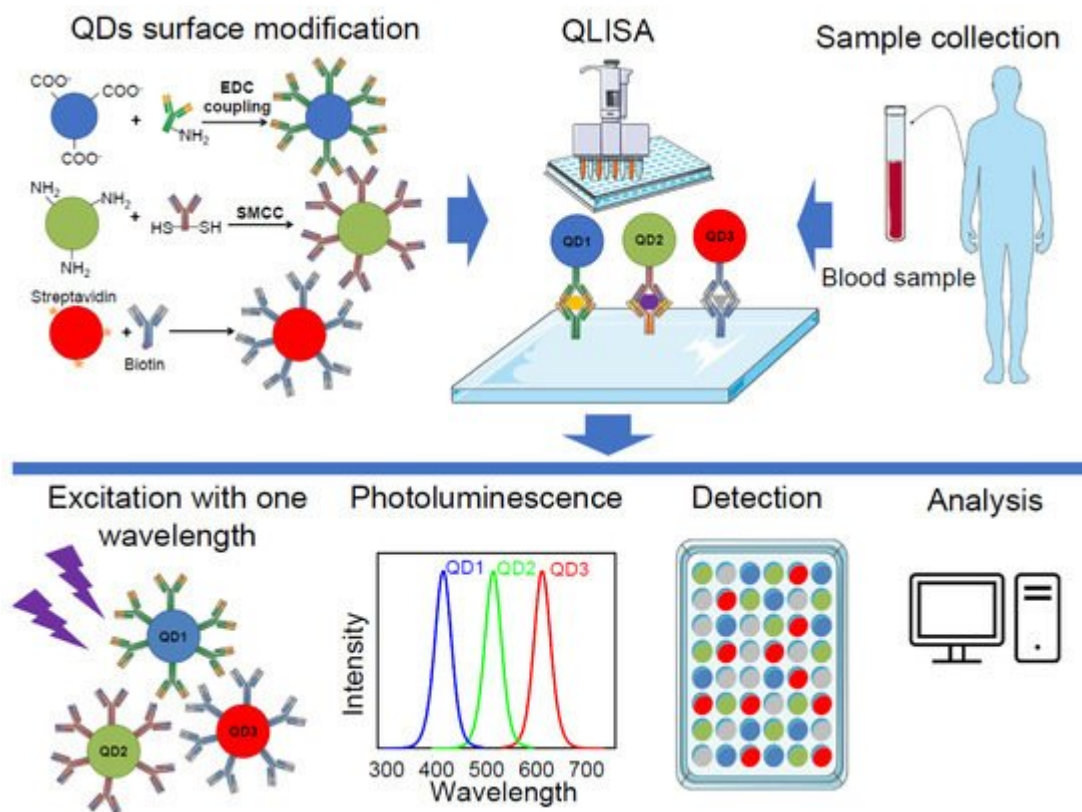 QDs surface modification
COO⁻
COO⁻
COO⁻
+
NH₂
EDC
coupling
NH₂
NH₂
NH₂
+
HS
SH
SMCC
Streptavidin
+
Biotin
QLISA
QD1
QD2
QD3
Sample collection
Blood sample
Excitation with one
wavelength
QD1
QD2
QD3
Photoluminescence
QD1
QD2
QD3
Intensity
300 400 500 600 700
Wavelength
Detection
Analysis